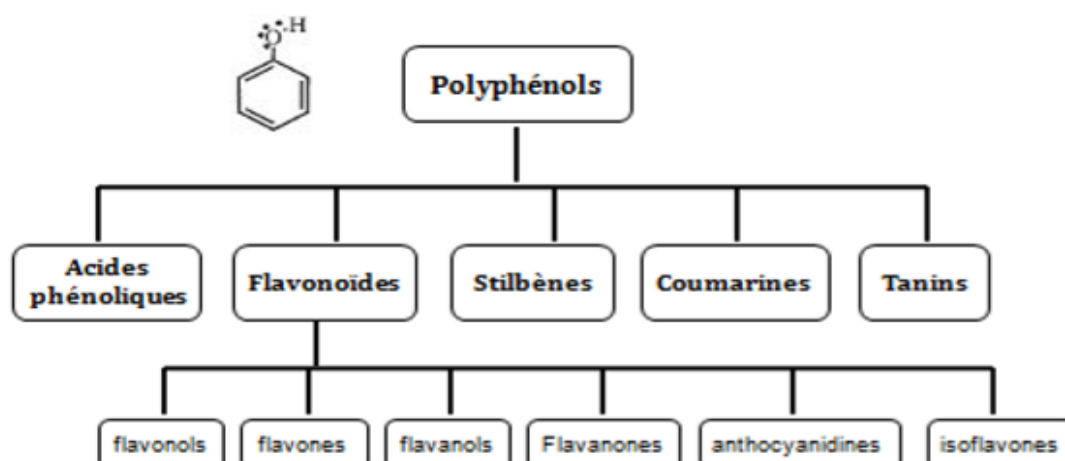 H
O
Polyphénols
Acides
phénoliques
Flavonoïdes
Stilbènes
Coumarines
Tanins
flavonols
flavones
flavanols
Flavanones
anthocyanidines
isoflavones